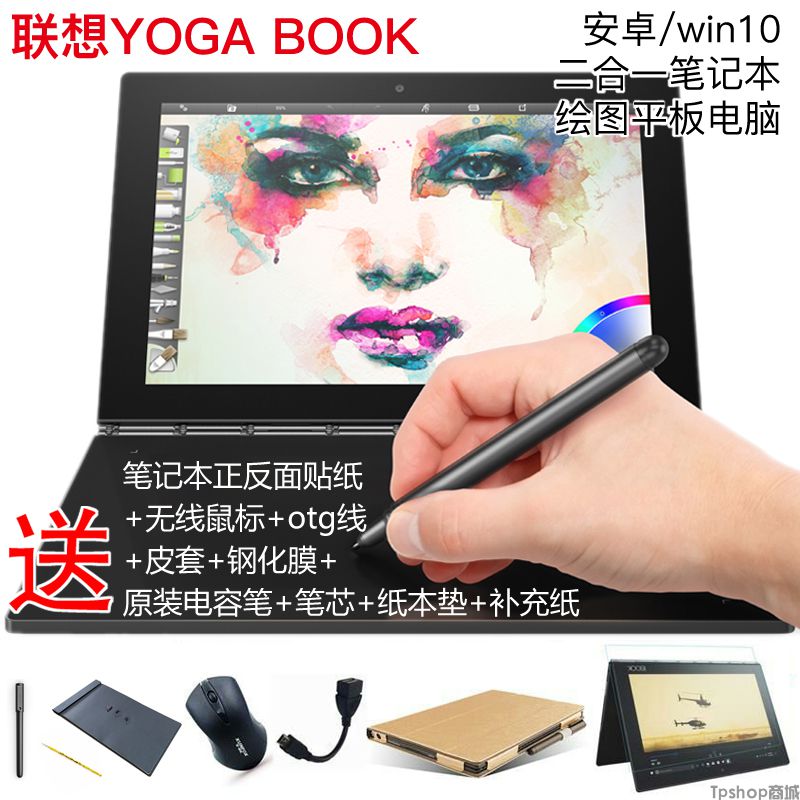 联想YOGA BOOK
安卓/win10
二合一笔记本
绘图平板电脑
笔记本正反面贴纸
+无线鼠标+otg线
+皮套+钢化膜+
原装电容笔+笔芯+纸本垫+补充纸
送
Tpshop商城